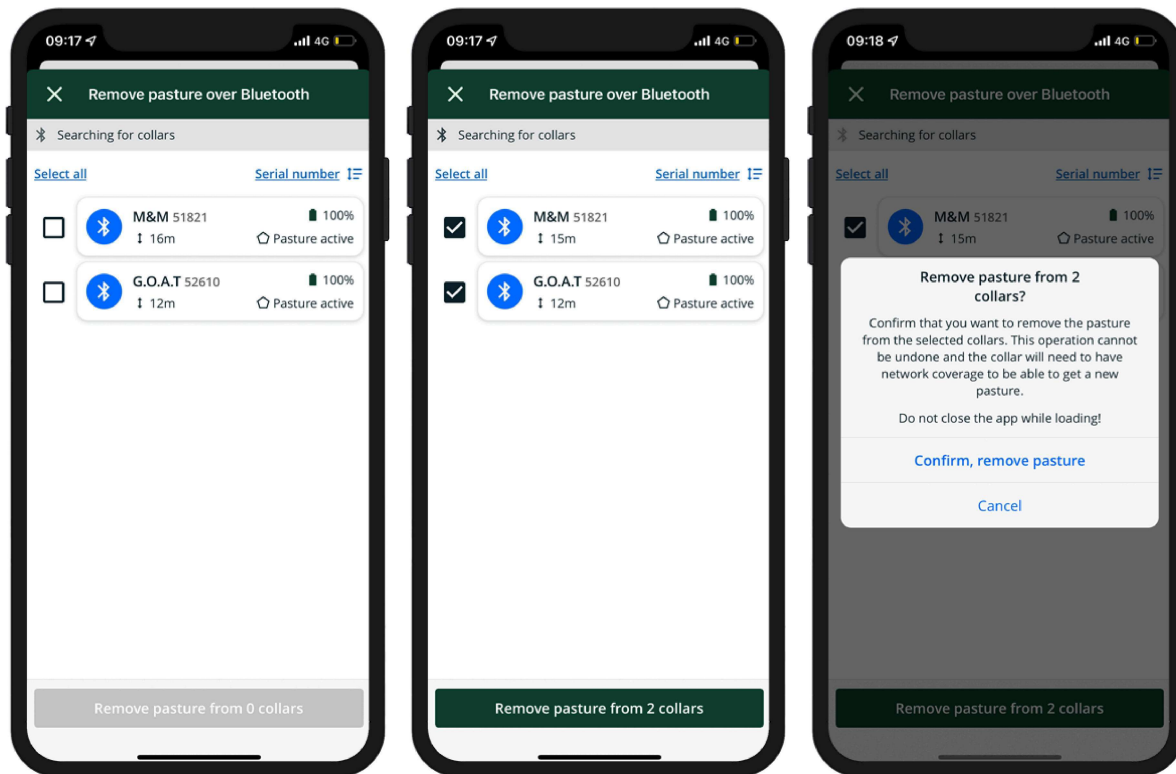 09:17
4G
Remove pasture over Bluetooth
Searching for collars
Select all
Serial number
M&M 51821
100%
16m
Pasture active
G.O.A.T 52610
100%
12m
Pasture active
Remove pasture from 0 collars
09:17
4G
Remove pasture over Bluetooth
Searching for collars
Select all
Serial number
M&M 51821
100%
15m
Pasture active
G.O.A.T 52610
100%
12m
Pasture active
Remove pasture from 2 collars
09:18
4G
Remove pasture over Bluetooth
Searching for collars
Select all
Serial number
M&M 51821
100%
15m
Pasture active
Remove pasture from 2
collars?
Confirm that you want to remove the pasture
from the selected collars. This operation cannot
be undone and the collar will need to have
network coverage to be able to get a new
pasture.
Do not close the app while loading!
Confirm, remove pasture
Cancel
Remove pasture from 2 collars